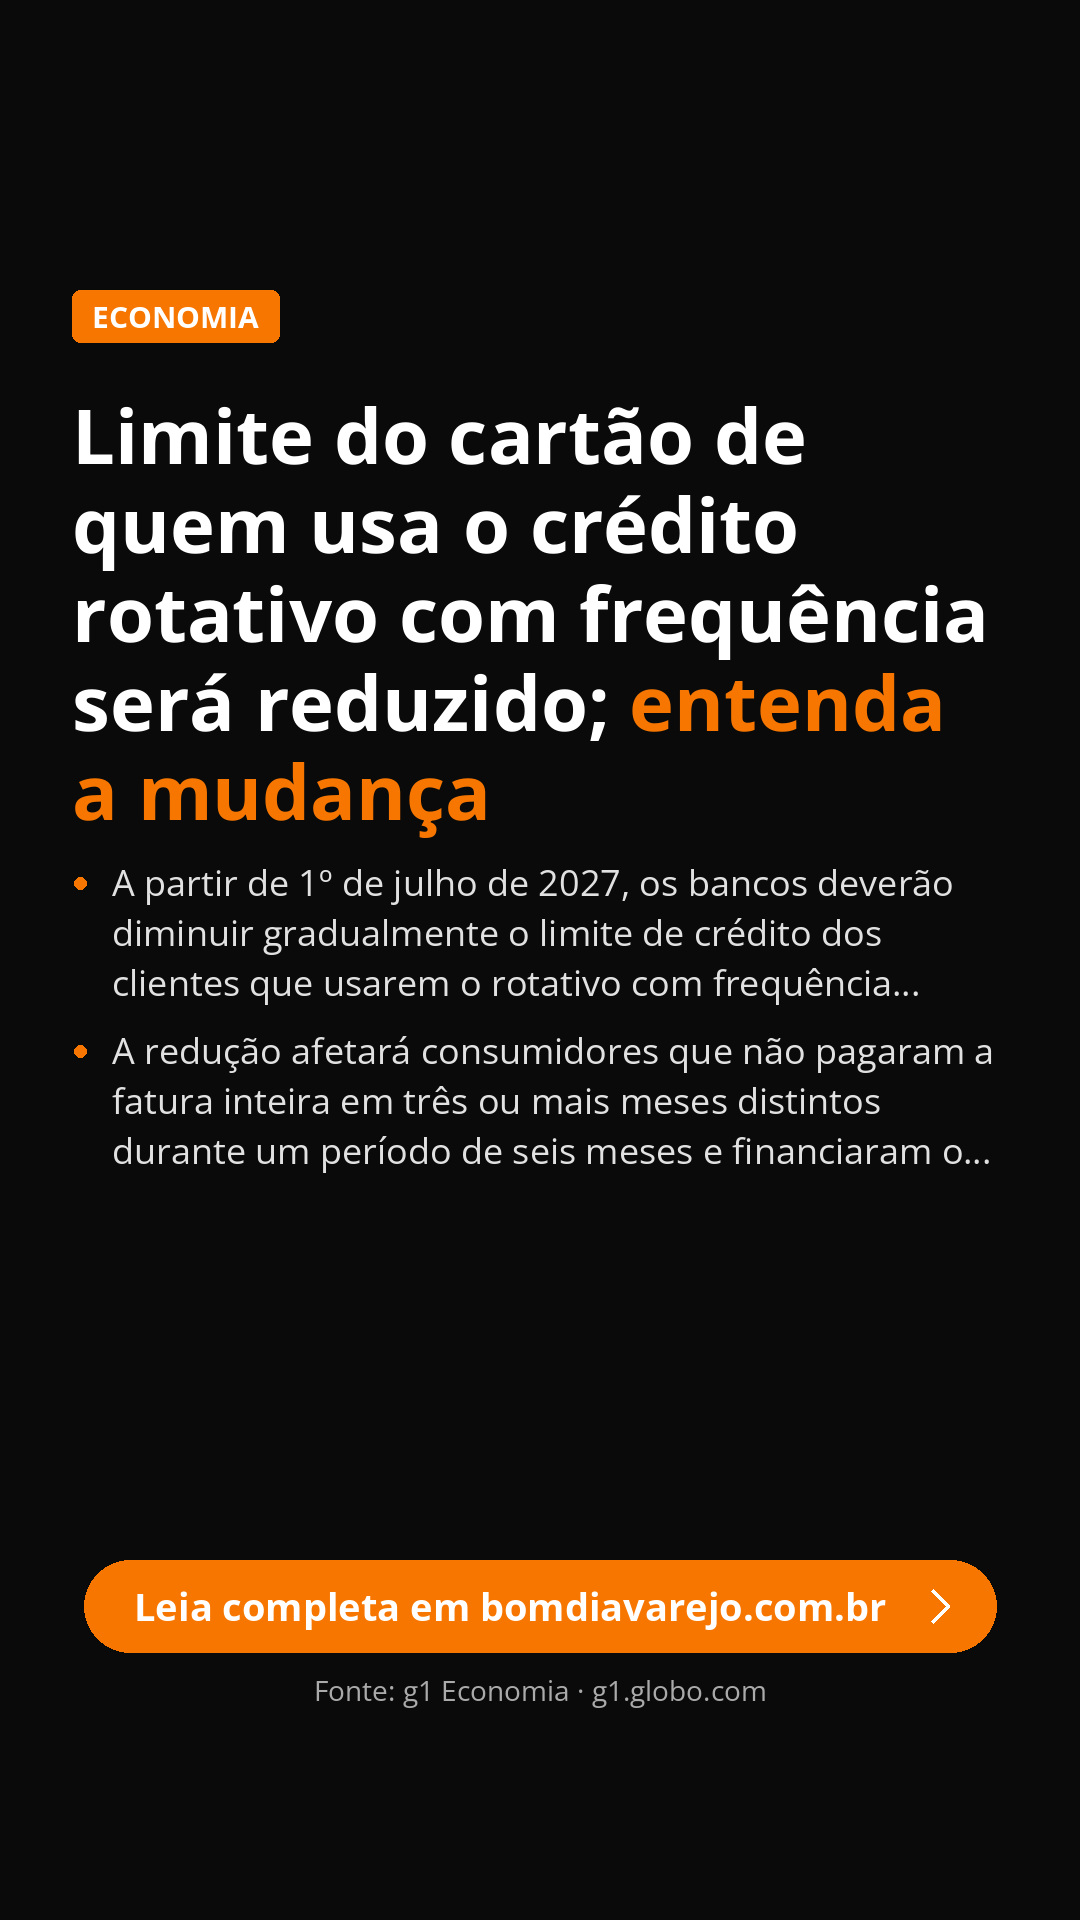 ECONOMIA
Limite do cartão de
quem usa o crédito
rotativo com frequência
será reduzido; entenda
a mudança
• A partir de 1º de julho de 2027, os bancos deverão
diminuir gradualmente o limite de crédito dos
clientes que usarem o rotativo com frequência...
• A redução afetará consumidores que não pagaram a
fatura inteira em três ou mais meses distintos
durante um período de seis meses e financiaram o...
Leia completa em bomdiavarejo.com.br
Fonte: g1 Economia · g1.globo.com